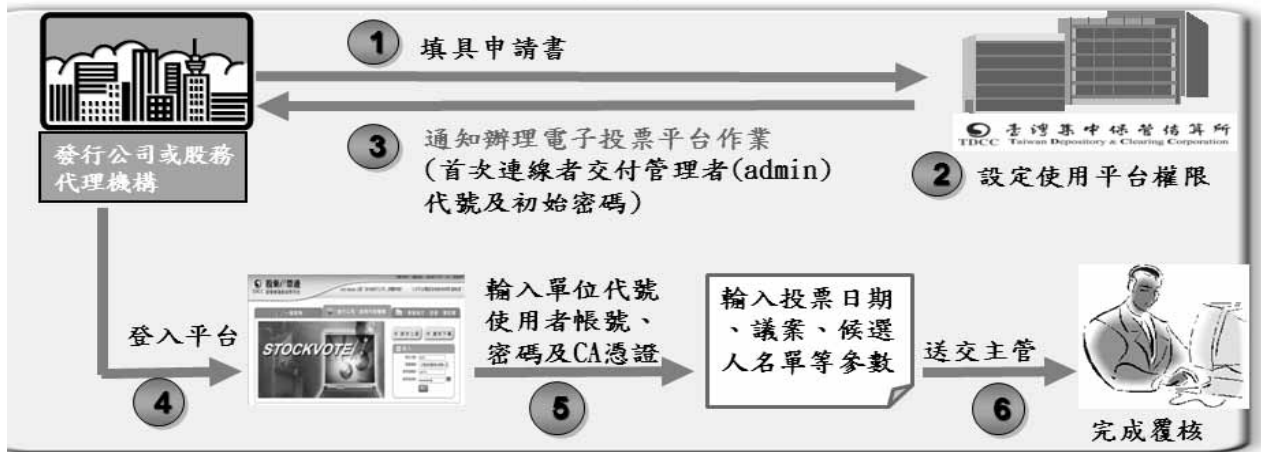 1
填具申請書
3
通知辦理電子投票平台作業
(首次連線者交付管理者(admin)
代號及初始密碼)
發行公司或股務
代理機構
臺灣集中保管結算所
TDCC Taiwan Depository & Clearing Corporation
2
設定使用平台權限
登入平台
4
TDCC
STOCKVOTE
輸入單位代號
使用者帳號、
密碼及CA憑證
5
輸入投票日期
、議案、候選
人名單等參數
送交主管
6
完成覆核